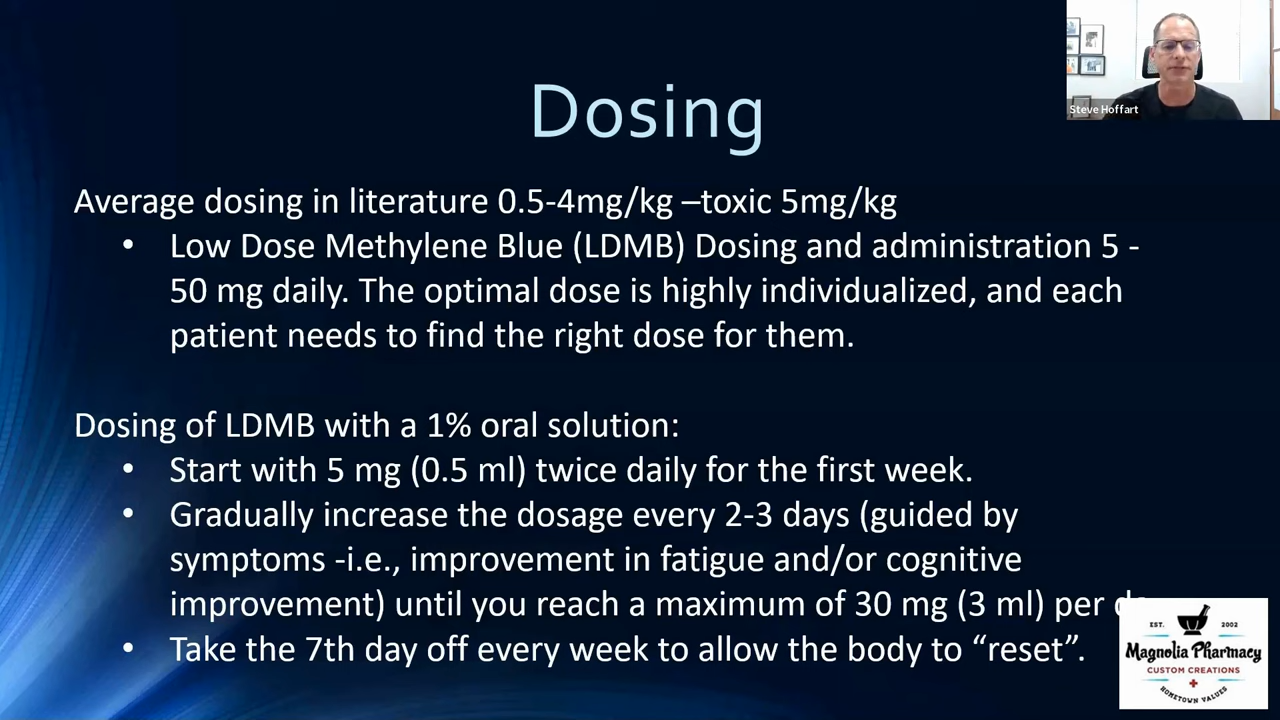 Steve Hoffart
Dosing
Average dosing in literature 0.5-4mg/kg –toxic 5mg/kg
• Low Dose Methylene Blue (LDMB) Dosing and administration 5 -
50 mg daily. The optimal dose is highly individualized, and each
patient needs to find the right dose for them.
Dosing of LDMB with a 1% oral solution:
• Start with 5 mg (0.5 ml) twice daily for the first week.
• Gradually increase the dosage every 2-3 days (guided by
symptoms -i.e., improvement in fatigue and/or cognitive
improvement) until you reach a maximum of 30 mg (3 ml) per
• Take the 7th day off every week to allow the body to “reset”.
EST. 2002
Magnolia Pharmacy
CUSTOM CREATIONS
HOMETOWN VALUES